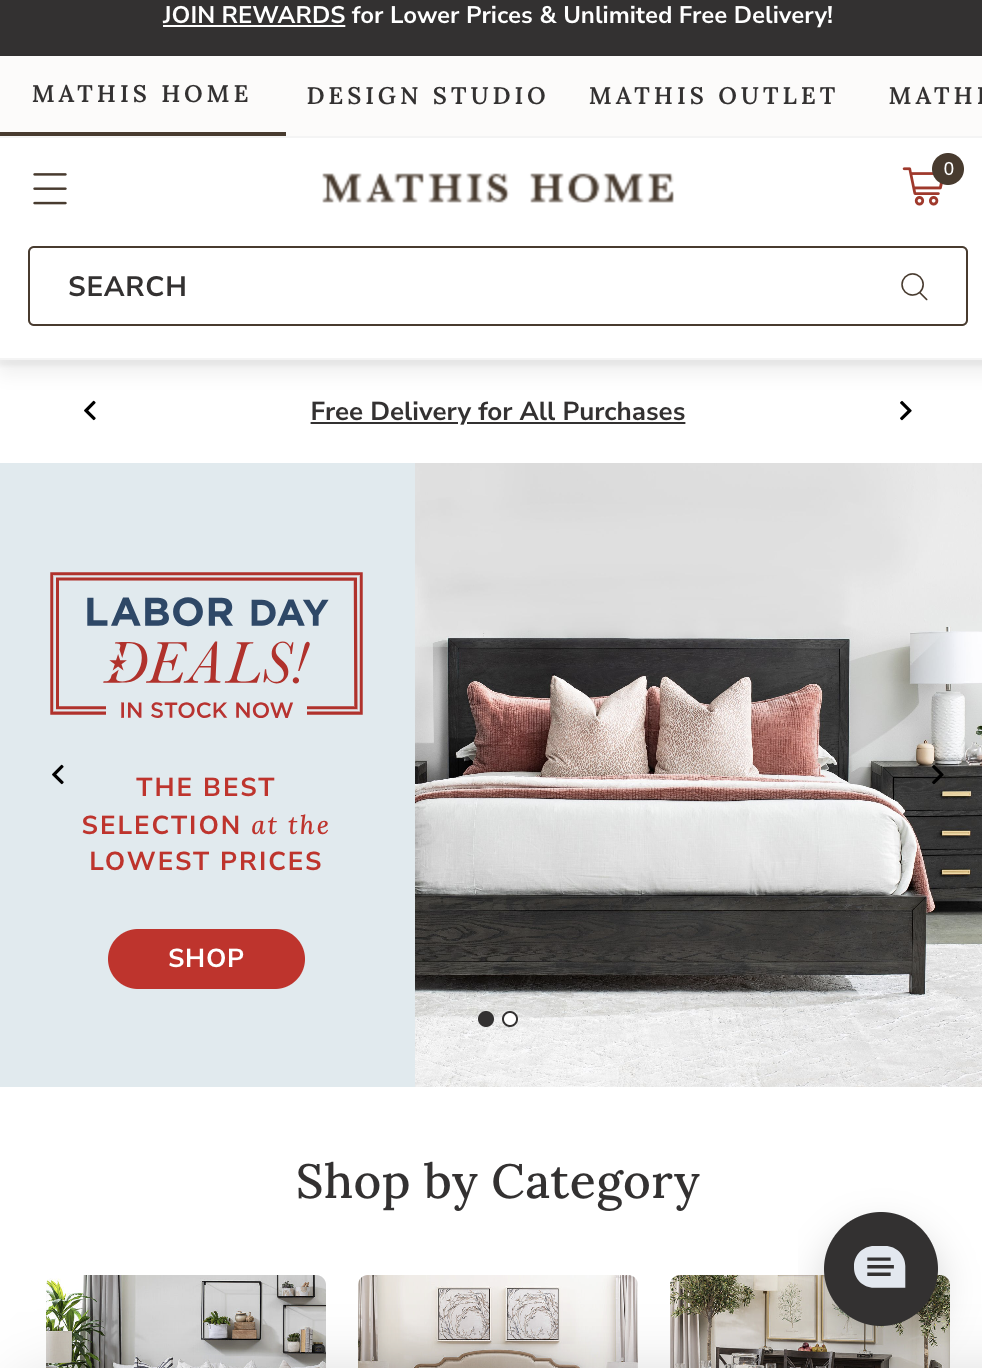 JOIN REWARDS for Lower Prices & Unlimited Free Delivery!
MATHIS HOME DESIGN STUDIO MATHIS OUTLET
MATHIS HOME
0
SEARCH
Free Delivery for All Purchases
LABOR DAY
DEALS!
IN STOCK NOW
THE BEST
SELECTION at the
LOWEST PRICES
SHOP
Shop by Category